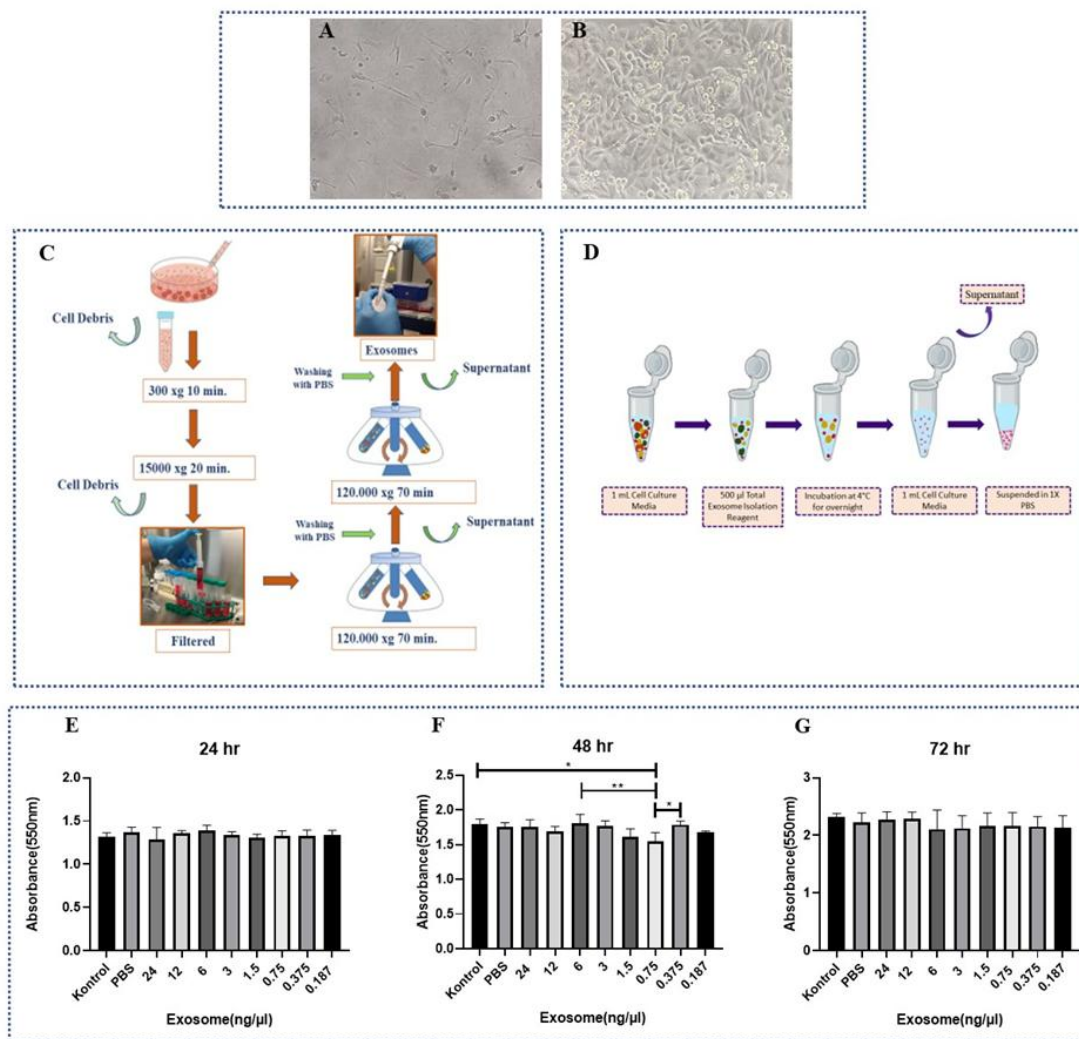 A
B
C
Cell Debris
300 xg 10 min.
15000 xg 20 min.
Cell Debris
Filtered
Exosomes
Washing
with PBS
Supernatant
120.000 xg 70 min
Washing
with PBS
Supernatant
120.000 xg 70 min.
D
Supernatant
1 mL Cell Culture
Media
500 µl Total
Exosome Isolation
Reagent
Incubation at 4°C
for overnight
1 mL Cell Culture
Media
Suspended in 1X
PBS
E
24 hr
Absorbance(550nm)
2.0
1.5
1.0
0.5
0.0
Kontrol
PBS
24
12
6
3
1.5
0.75
0.375
0.187
Exosome(ng/µl)
F
48 hr
*
**
*
Absorbance(550nm)
2.5
2.0
1.5
1.0
0.5
0.0
Kontrol
PBS
24
12
6
3
1.5
0.75
0.375
0.187
Exosome(ng/µl)
G
72 hr
Absorbance(550nm)
3
2
1
0
Kontrol
PBS
24
12
6
3
1.5
0.75
0.375
0.187
Exosome(ng/µl)